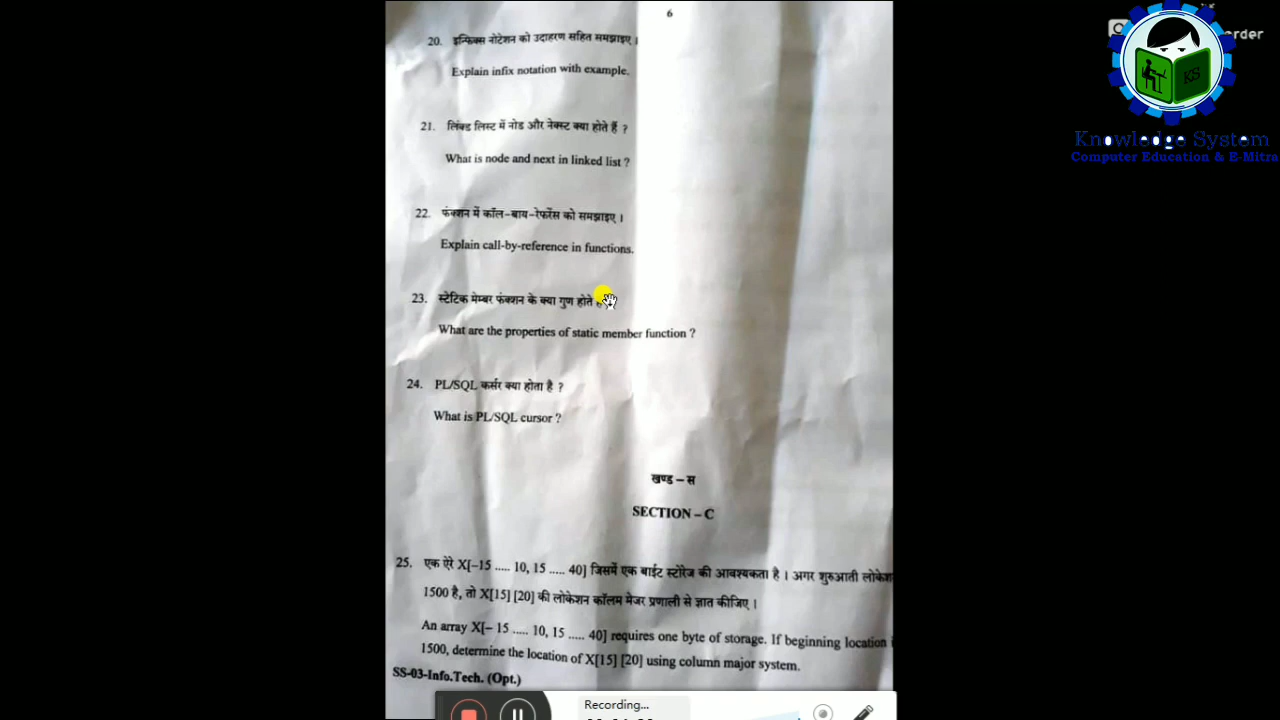 6
order
KS
Knowledge System
Computer Education & E-Mitra
20. इन्फिक्स नोटेशन को उदाहरण सहित समझाइए ।
Explain infix notation with example.
21. लिंक्ड लिस्ट में नोड और नेक्स्ट क्या होते हैं ?
What is node and next in linked list ?
22. फंक्शन में कॉल-बाय-रेफरेंस को समझाइए ।
Explain call-by-reference in functions.
23. स्टेटिक मेम्बर फंक्शन के क्या गुण होते
What are the properties of static member function ?
24. PL/SQL कर्सर क्या होता है ?
What is PL/SQL cursor ?
खण्ड – स
SECTION – C
25. एक ऐरे X[–15 ..... 10, 15 ..... 40] जिसमें एक बाईट स्टोरेज की आवश्यकता है । अगर शुरुआती लोकेश
1500 है, तो X[15] [20] की लोकेशन कॉलम मेजर प्रणाली से ज्ञात कीजिए ।
An array X[– 15 ..... 10, 15 ..... 40] requires one byte of storage. If beginning location i
1500, determine the location of X[15] [20] using column major system.
SS-03-Info.Tech. (Opt.)
Recording...